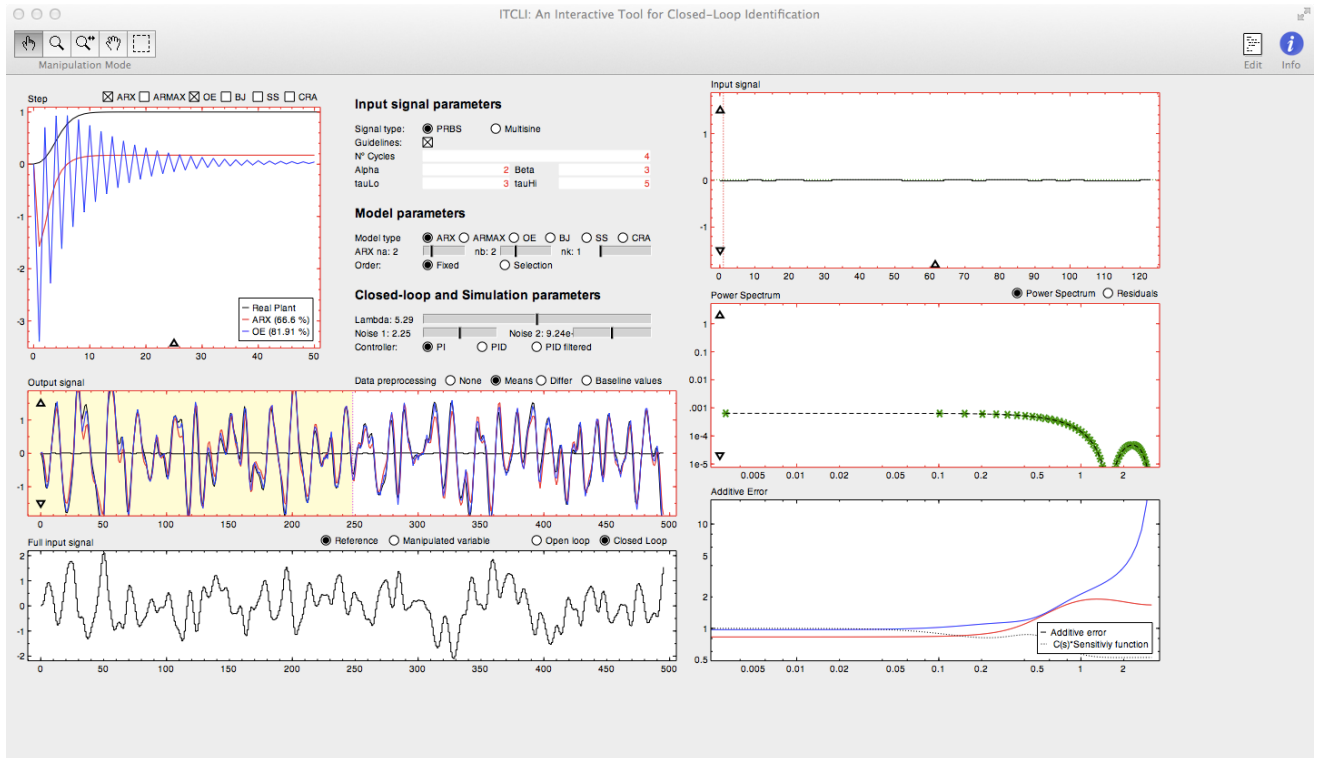 ITCLI: An Interactive Tool for Closed-Loop Identification
Manipulation Mode
Edit Info
Step ARX ARMAX OE BJ SS CRA
1
0
-1
-2
-3
Real Plant
ARX (66.6 %)
OE (81.91 %)
0 10 20 30 40 50
Input signal parameters
Signal type: PRBS Multisine
Guidelines:
Nº Cycles 4
Alpha 2 Beta 3
tauLo 3 tauHi 5
Model parameters
Model type ARX ARMAX OE BJ SS CRA
ARX na: 2 nb: 2 nk: 1
Order: Fixed Selection
Closed-loop and Simulation parameters
Lambda: 5.29
Noise 1: 2.25 Noise 2: 9.24e-
Controller: PI PID PID filtered
Data preprocessing None Means Differ Baseline values
Output signal
1
0
-1
0 50 100 150 200 250 300 350 400 450 500
Full input signal Reference Manipulated variable Open loop Closed Loop
2
1
0
-1
-2
0 50 100 150 200 250 300 350 400 450 500
Input signal
1
0
-1
0 10 20 30 40 50 60 70 80 90 100 110 120
Power Spectrum Power Spectrum Residuals
1
0.1
0.01
.001
1e-4
1e-5
0.005 0.01 0.02 0.05 0.1 0.2 0.5 1 2
Additive Error
10
5
2
1
0.5
Additive error
C(s)*Sensitiviy function
0.005 0.01 0.02 0.05 0.1 0.2 0.5 1 2